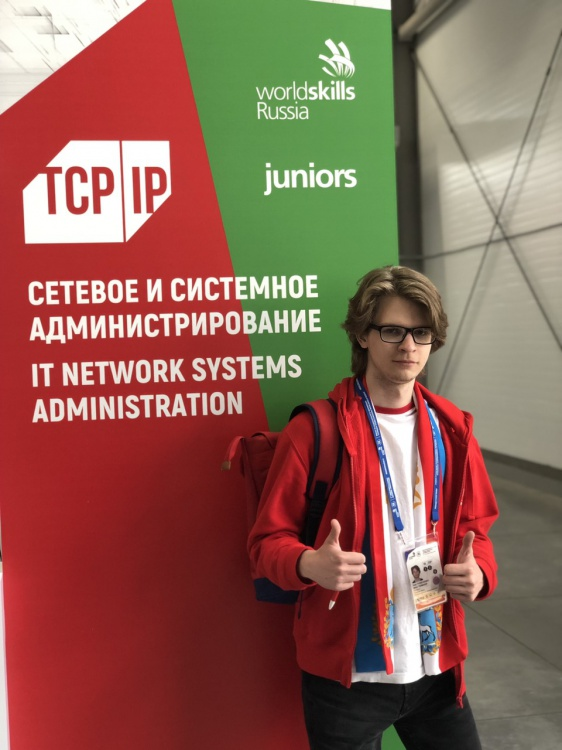 worldskills
Russia
juniors
TCP IP
СЕТЕВОЕ И СИСТЕМНОЕ
АДМИНИСТРИРОВАНИЕ
IT NETWORK SYSTEMS
ADMINISTRATION